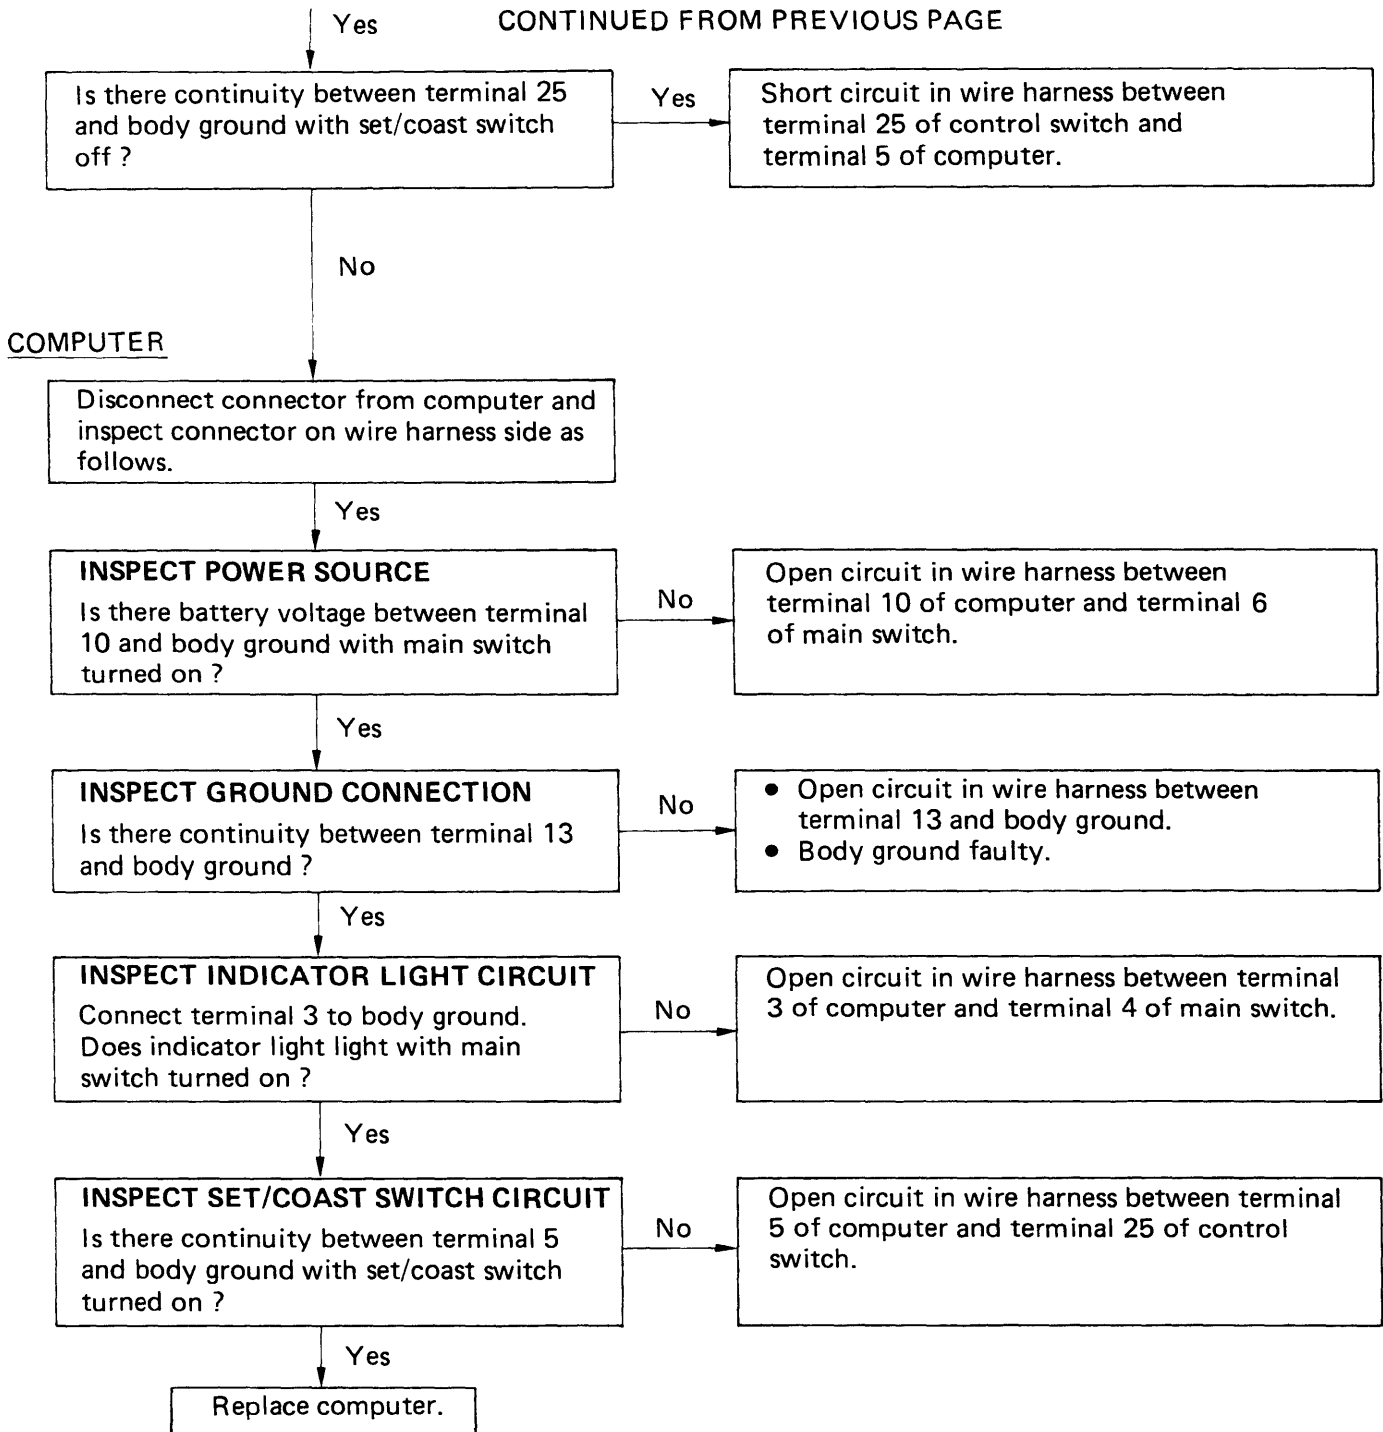 Yes
CONTINUED FROM PREVIOUS PAGE
Is there continuity between terminal 25
and body ground with set/coast switch
off ?
Yes
Short circuit in wire harness between
terminal 25 of control switch and
terminal 5 of computer.
No
COMPUTER
Disconnect connector from computer and
inspect connector on wire harness side as
follows.
Yes
INSPECT POWER SOURCE
Is there battery voltage between terminal
10 and body ground with main switch
turned on ?
No
Open circuit in wire harness between
terminal 10 of computer and terminal 6
of main switch.
Yes
INSPECT GROUND CONNECTION
Is there continuity between terminal 13
and body ground ?
No
• Open circuit in wire harness between
terminal 13 and body ground.
• Body ground faulty.
Yes
INSPECT INDICATOR LIGHT CIRCUIT
Connect terminal 3 to body ground.
Does indicator light light with main
switch turned on ?
No
Open circuit in wire harness between terminal
3 of computer and terminal 4 of main switch.
Yes
INSPECT SET/COAST SWITCH CIRCUIT
Is there continuity between terminal 5
and body ground with set/coast switch
turned on ?
No
Open circuit in wire harness between terminal
5 of computer and terminal 25 of control
switch.
Yes
Replace computer.